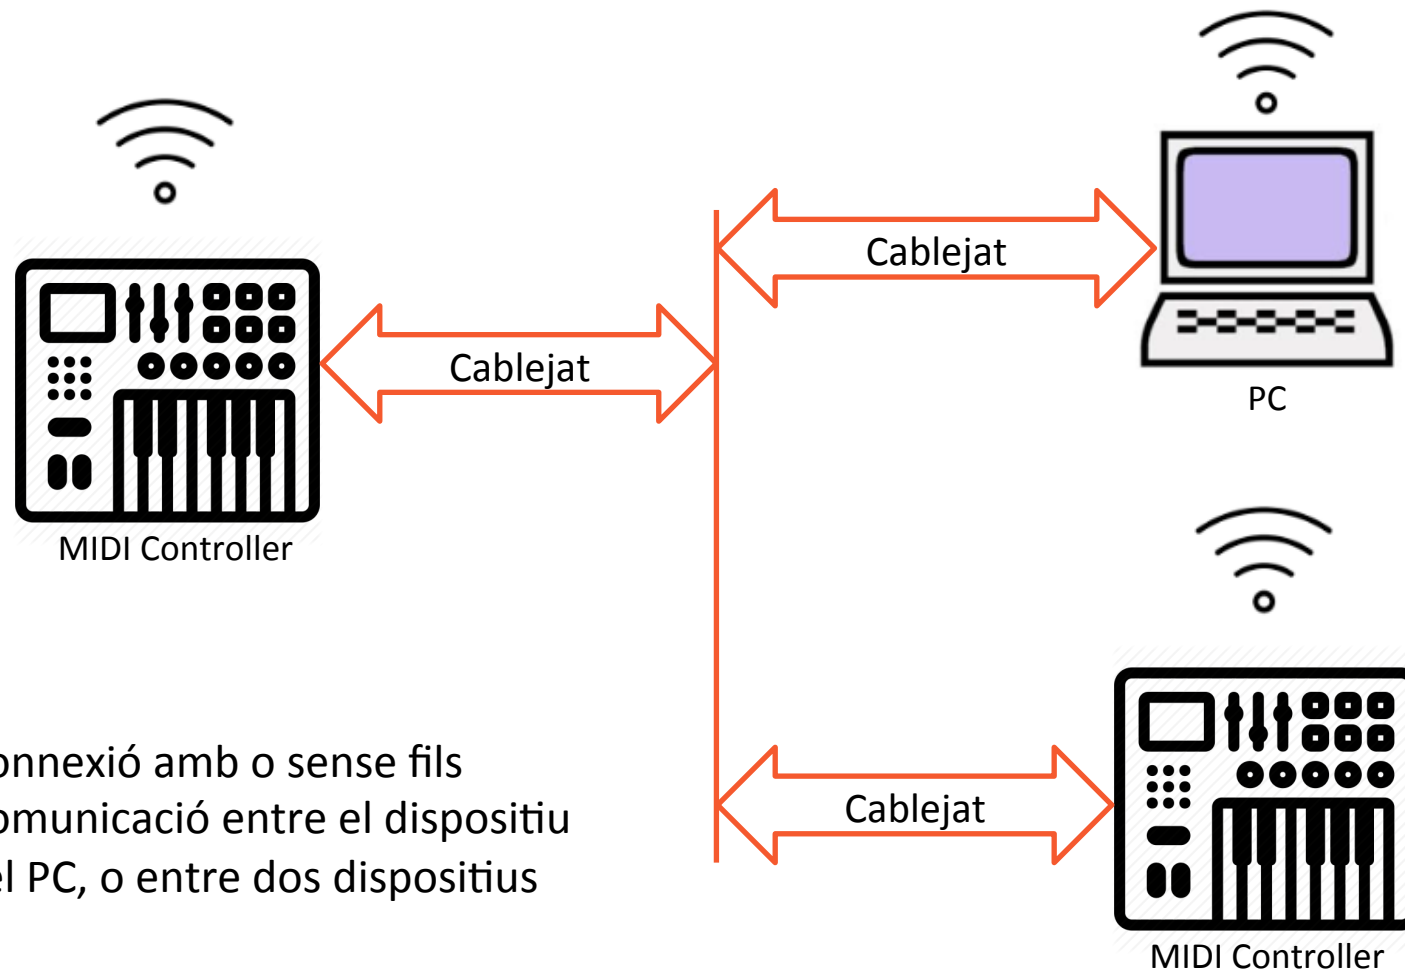 Cablejat
Cablejat
PC
MIDI Controller
onnexió amb o sense fils
omunicació entre el dispositiu
el PC, o entre dos dispositius
Cablejat
MIDI Controller